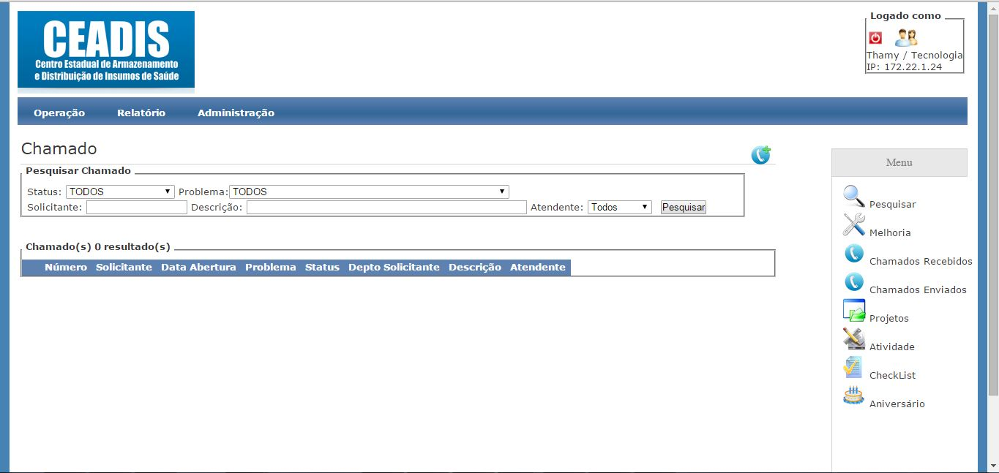 CEADIS
Centro Estadual de Armazenamento
e Distribuição de Insumos de Saúde
Logado como
Thamy / Tecnologia
IP: 172.22.1.24
Operação Relatório Administração
Chamado
Pesquisar Chamado
Status: TODOS Problema: TODOS
Solicitante: Descrição: Atendente: Todos Pesquisar
Chamado(s) 0 resultado(s)
Número Solicitante Data Abertura Problema Status Depto Solicitante Descrição Atendente
Menu
Pesquisar
Melhoria
Chamados Recebidos
Chamados Enviados
Projetos
Atividade
CheckList
Aniversário